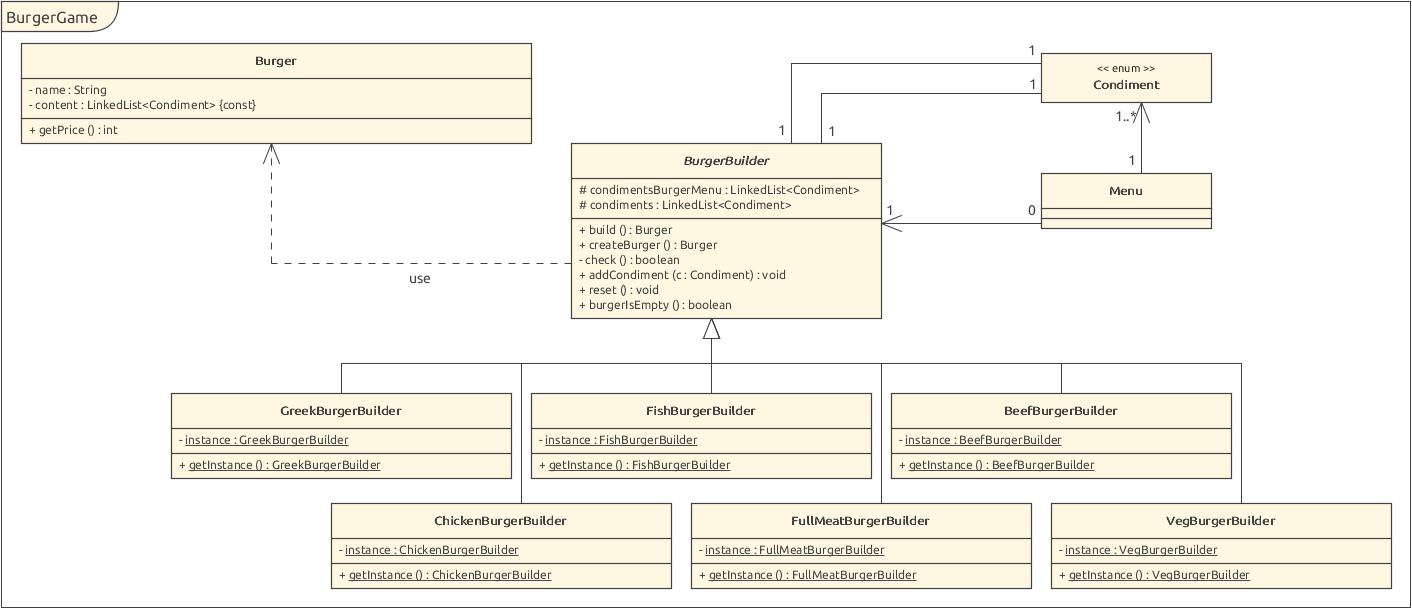 BurgerGame
Burger
- name : String
- content : LinkedList<Condiment> {const}
+ getPrice () : int
1
<< enum >>
Condiment
1
1..*
1
1
1
Menu
BurgerBuilder
# condimentsBurgerMenu : LinkedList<Condiment>
# condiments : LinkedList<Condiment>
1
0
+ build () : Burger
+ createBurger () : Burger
- check () : boolean
+ addCondiment (c : Condiment) : void
+ reset () : void
+ burgerIsEmpty () : boolean
use
GreekBurgerBuilder
- instance : GreekBurgerBuilder
+ getInstance () : GreekBurgerBuilder
FishBurgerBuilder
- instance : FishBurgerBuilder
+ getInstance () : FishBurgerBuilder
BeefBurgerBuilder
- instance : BeefBurgerBuilder
+ getInstance () : BeefBurgerBuilder
ChickenBurgerBuilder
- instance : ChickenBurgerBuilder
+ getInstance () : ChickenBurgerBuilder
FullMeatBurgerBuilder
- instance : FullMeatBurgerBuilder
+ getInstance () : FullMeatBurgerBuilder
VegBurgerBuilder
- instance : VegBurgerBuilder
+ getInstance () : VegBurgerBuilder